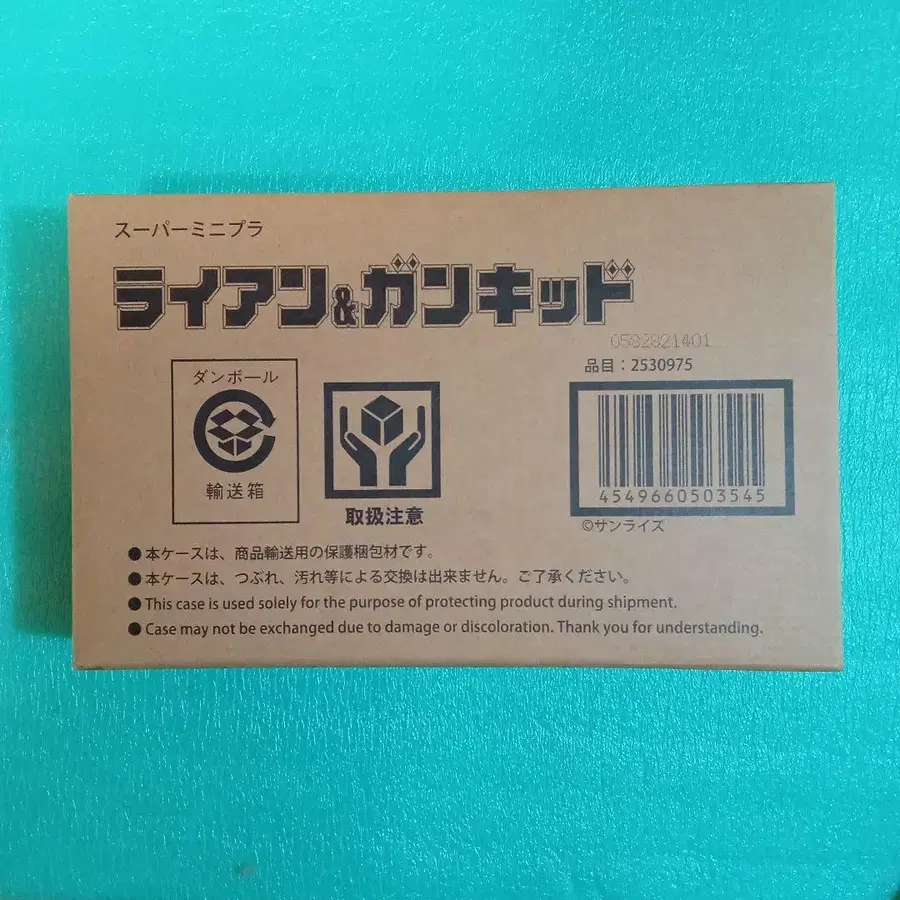 スーパーミニプラ
ライアン&ガンキッド
0582821401
品目：2530975
ダンボール
輸送箱
取扱注意
4549660503545
©サンライズ
●本ケースは、商品輸送用の保護梱包材です。
●本ケースは、つぶれ、汚れ等による交換は出来ません。ご了承ください。
●This case is used solely for the purpose of protecting product during shipment.
●Case may not be exchanged due to damage or discoloration. Thank you for understanding.